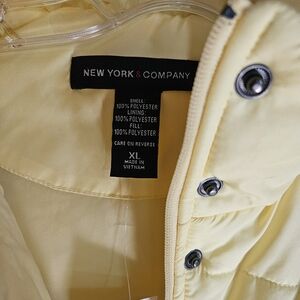 NEW YORK & COMPANY
SHELL:
100% POLYESTER
LINING:
100% POLYESTER
FILL:
100% POLYESTER
CARE ON REVERSE
XL
MADE IN
VIETNAM